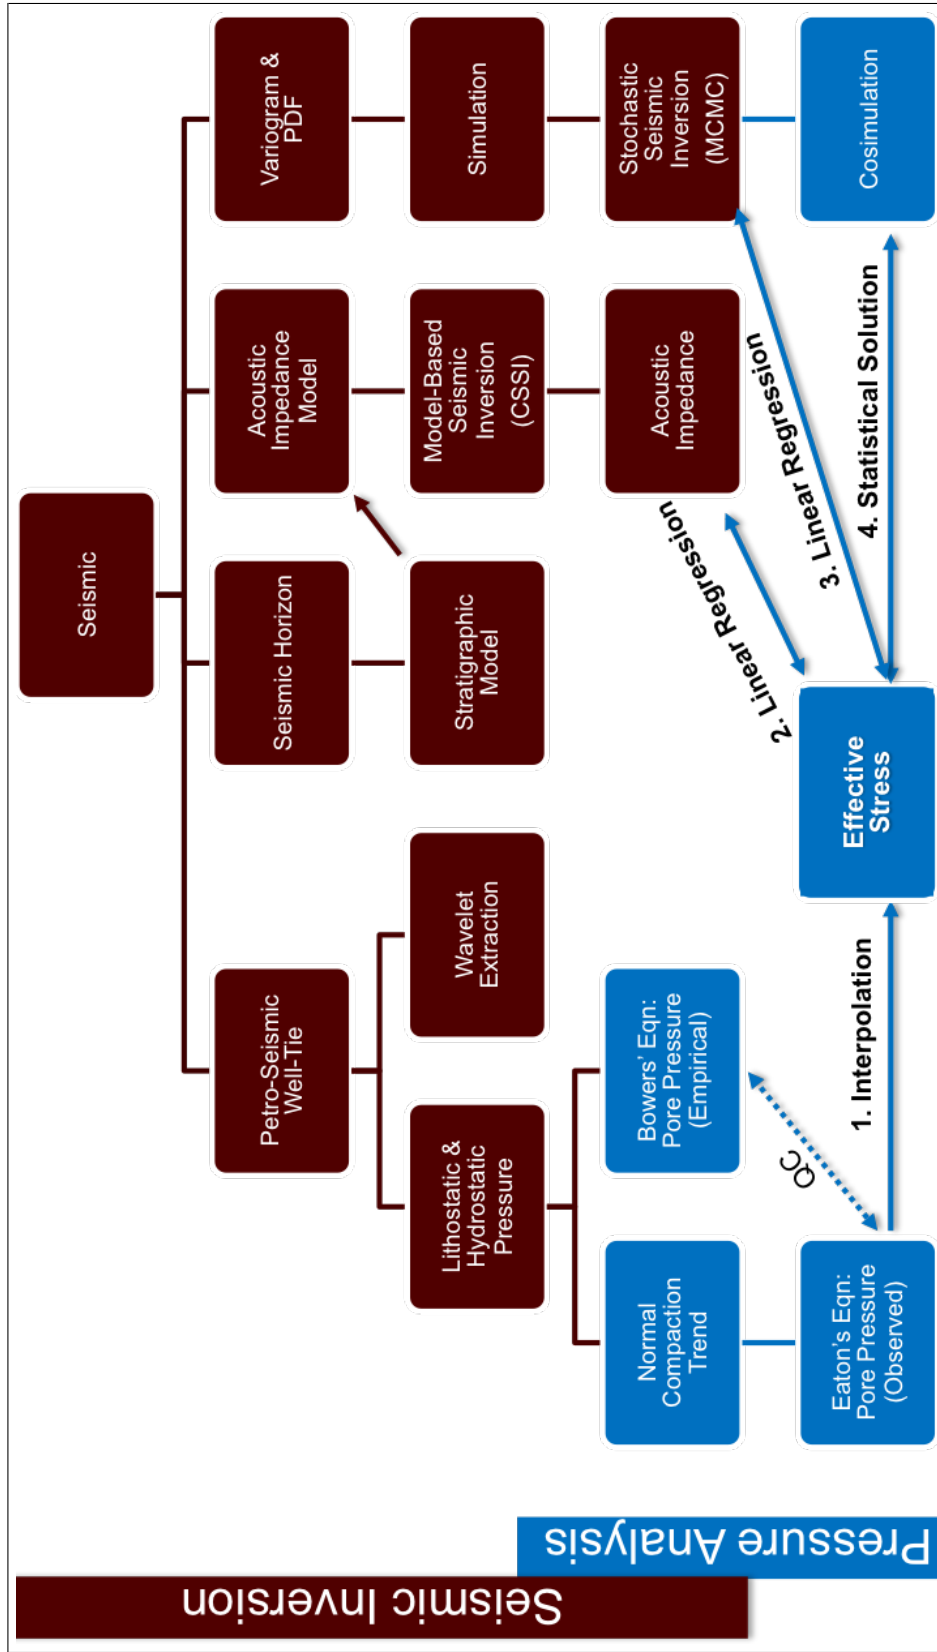 Seismic Inversion
Pressure Analysis
Seismic
Petro-Seismic
Well-Tie
Seismic Horizon
Acoustic
Impedance
Model
Variogram &
PDF
Lithostatic &
Hydrostatic
Pressure
Wavelet
Extraction
Stratigraphic
Model
Model-Based
Seismic
Inversion
(CSSI)
Simulation
Normal
Compaction
Trend
Bowers' Eqn:
Pore Pressure
(Empirical)
Acoustic
Impedance
Stochastic
Seismic
Inversion
(MCMC)
QC
2. Linear Regression
3. Linear Regression
Eaton's Eqn:
Pore Pressure
(Observed)
1. Interpolation
Effective
Stress
4. Statistical Solution
Cosimulation